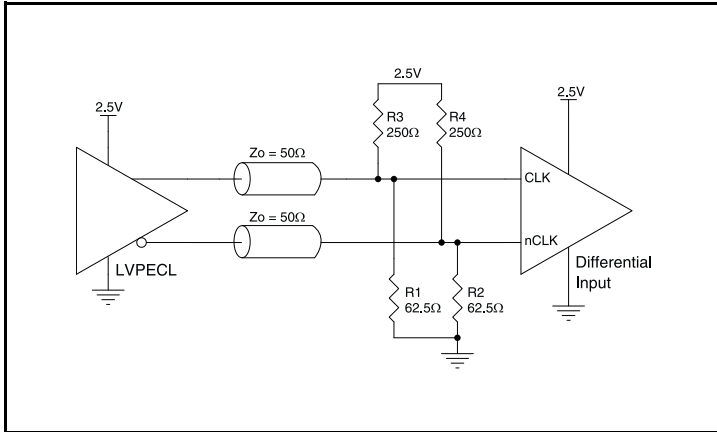 2.5V
2.5V
2.5V
R3
250Ω
R4
250Ω
Zo = 50Ω
CLK
Zo = 50Ω
nCLK
LVPECL
Differential
Input
R1
62.5Ω
R2
62.5Ω